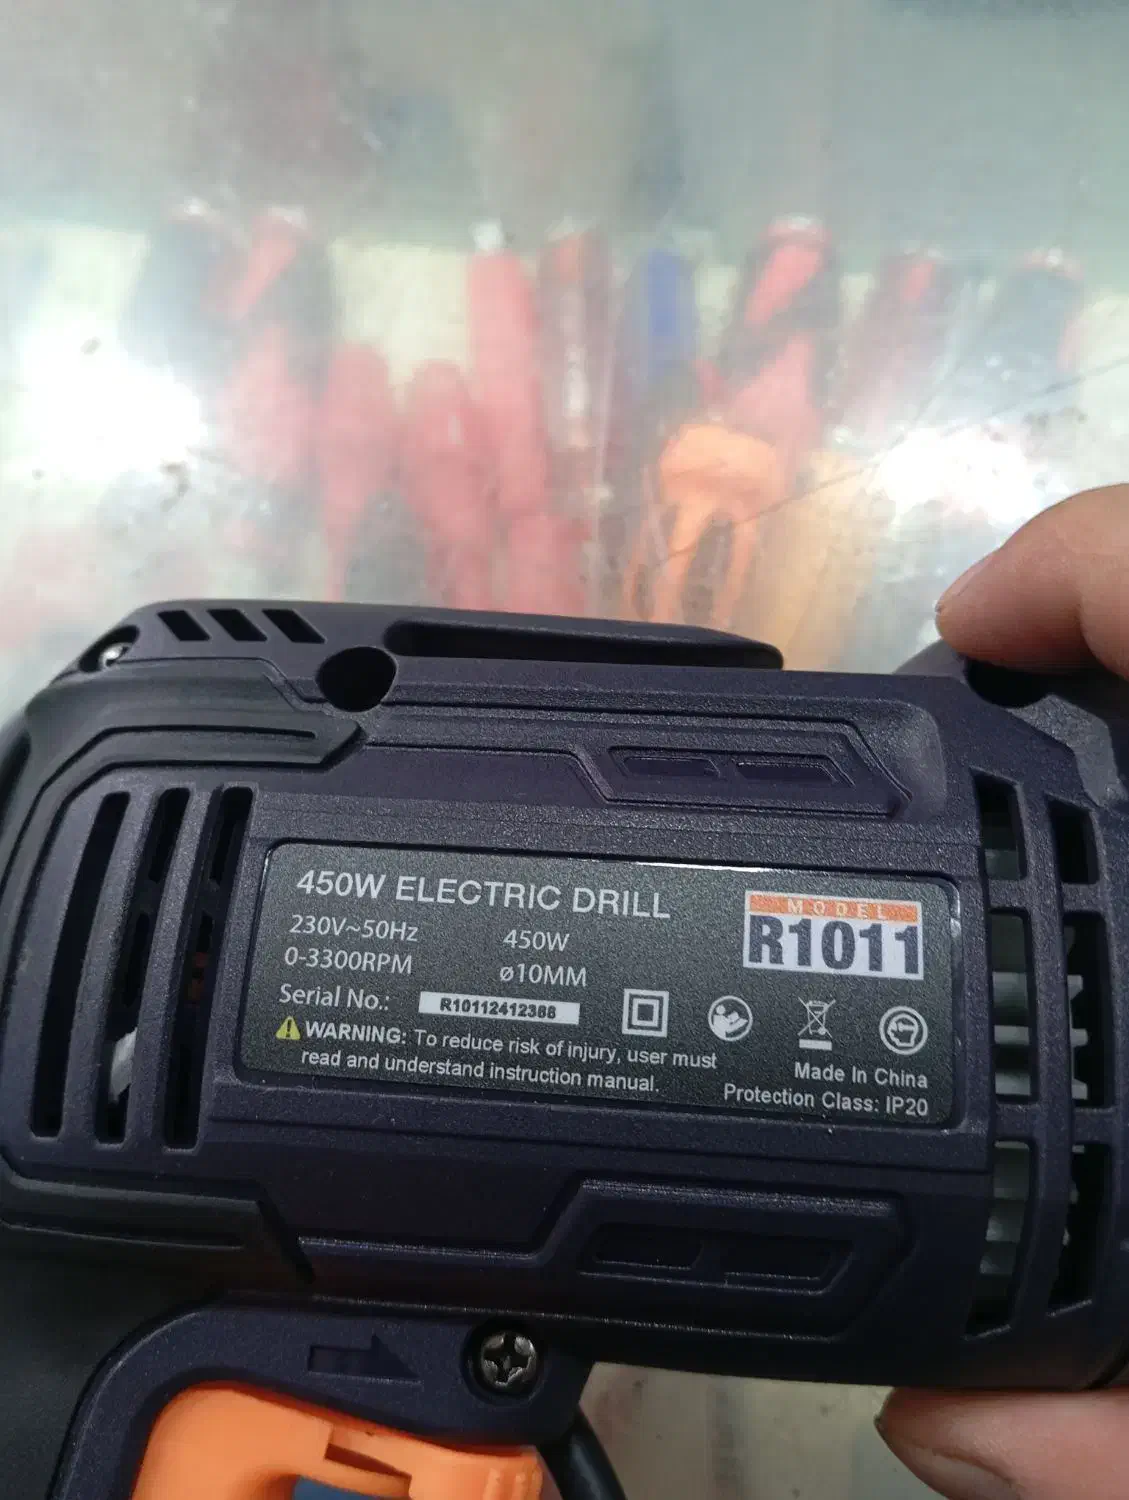 450W ELECTRIC DRILL
MODEL
R1011
230V~50Hz 450W
0-3300RPM ø10MM
Serial No.: R10112412388
WARNING: To reduce risk of injury, user must
read and understand instruction manual.
Made In China
Protection Class: IP20